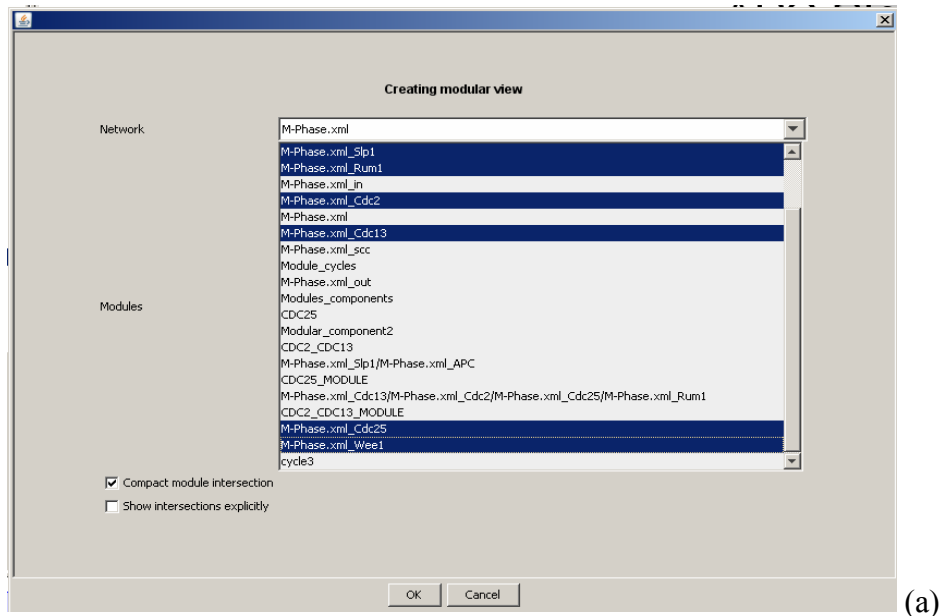 Creating modular view
Network M-Phase.xml
M-Phase.xml_Slp1
M-Phase.xml_Rum1
M-Phase.xml_in
M-Phase.xml_Cdc2
M-Phase.xml
M-Phase.xml_Cdc13
M-Phase.xml_scc
Module_cycles
M-Phase.xml_out
Modules_components
Modules
CDC25
Modular_component2
CDC2_CDC13
M-Phase.xml_Slp1/M-Phase.xml_APC
CDC25_MODULE
M-Phase.xml_Cdc13/M-Phase.xml_Cdc2/M-Phase.xml_Cdc25/M-Phase.xml_Rum1
CDC2_CDC13_MODULE
M-Phase.xml_Cdc25
M-Phase.xml_Wee1
cycle3
Compact module intersection
Show intersections explicitly
OK Cancel
(a)